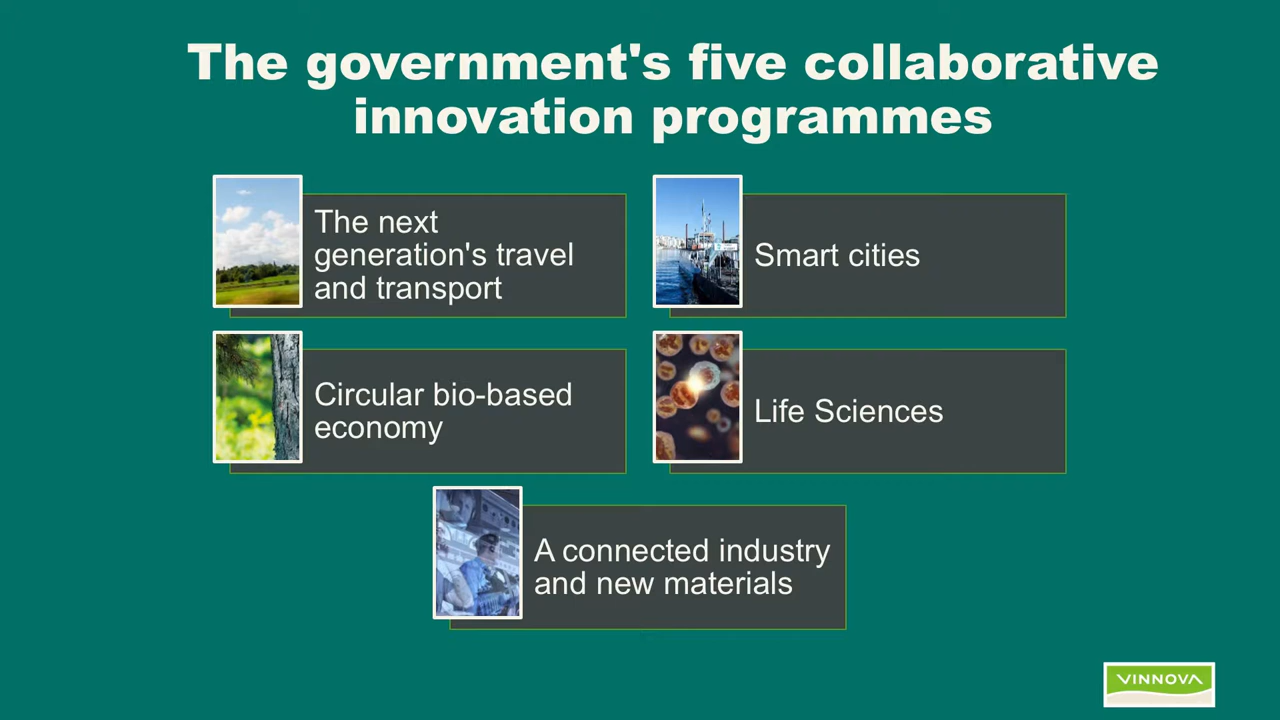 The government's five collaborative
innovation programmes
The next
generation's travel
and transport
Smart cities
Circular bio-based
economy
Life Sciences
A connected industry
and new materials
VINNOVA